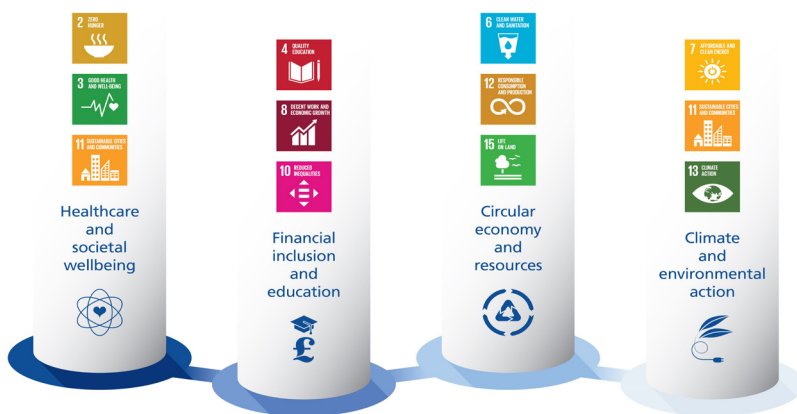 2 ZERO
HUNGER
3 GOOD HEALTH
AND WELL-BEING
11 SUSTAINABLE CITIES
AND COMMUNITIES
Healthcare
and
societal
wellbeing
4 QUALITY
EDUCATION
8 DECENT WORK AND
ECONOMIC GROWTH
10 REDUCED
INEQUALITIES
Financial
inclusion
and
education
£
6 CLEAN WATER
AND SANITATION
12 RESPONSIBLE
CONSUMPTION
AND PRODUCTION
15 LIFE
ON LAND
Circular
economy
and
resources
7 AFFORDABLE AND
CLEAN ENERGY
11 SUSTAINABLE CITIES
AND COMMUNITIES
13 CLIMATE
ACTION
Climate
and
environmental
action